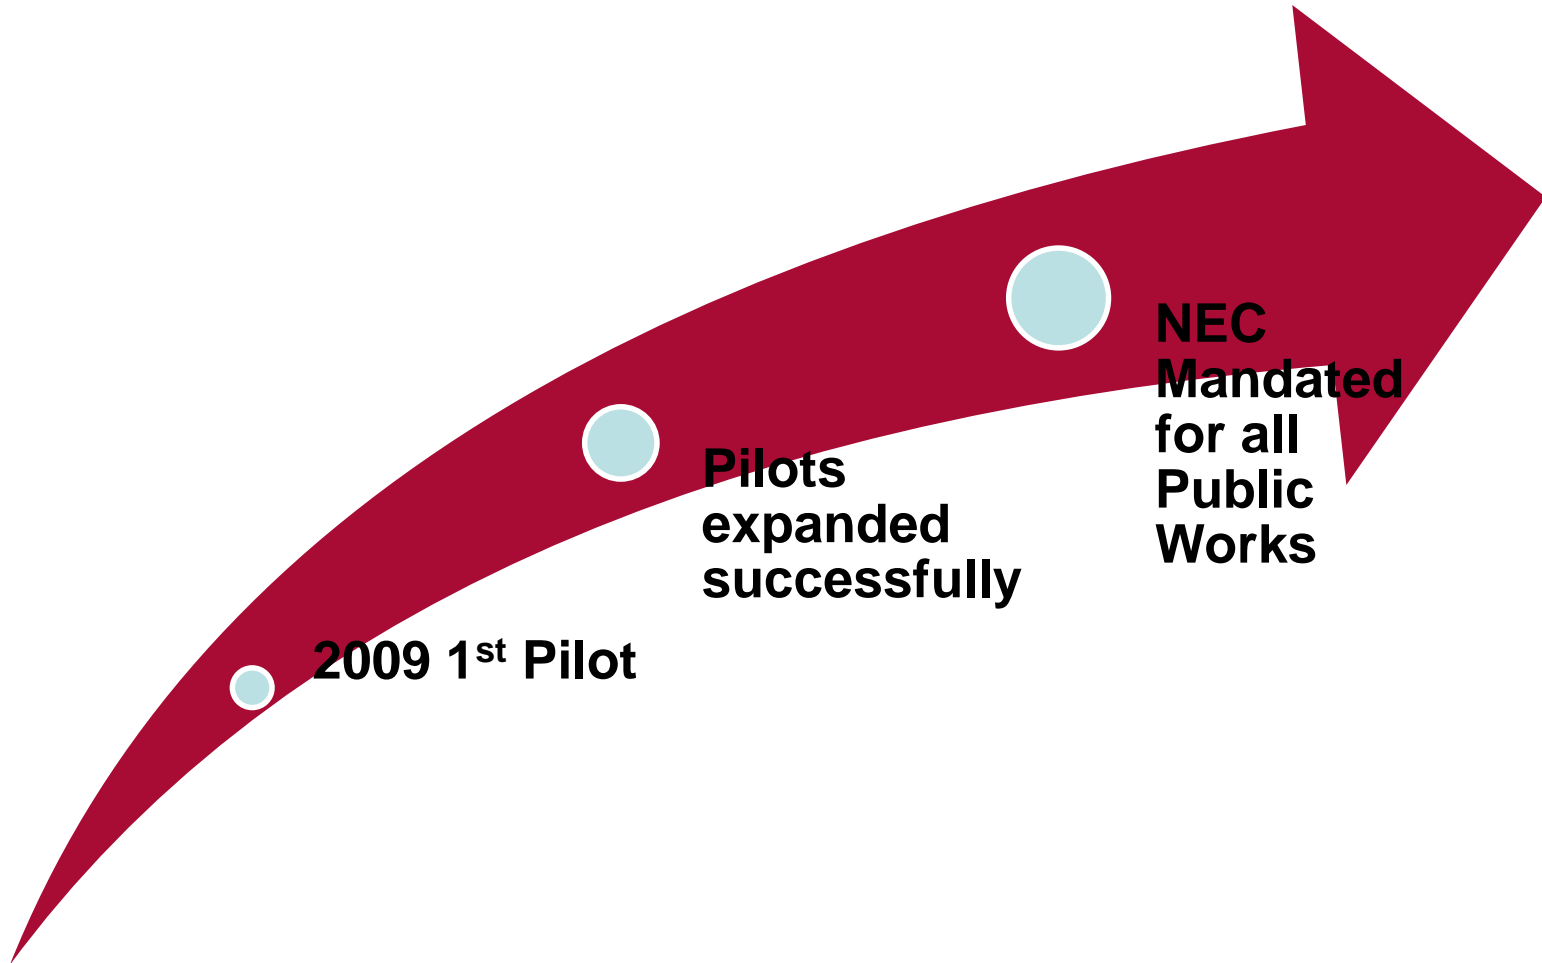 2009 1st Pilot
Pilots
expanded
successfully
NEC
Mandated
for all
Public
Works